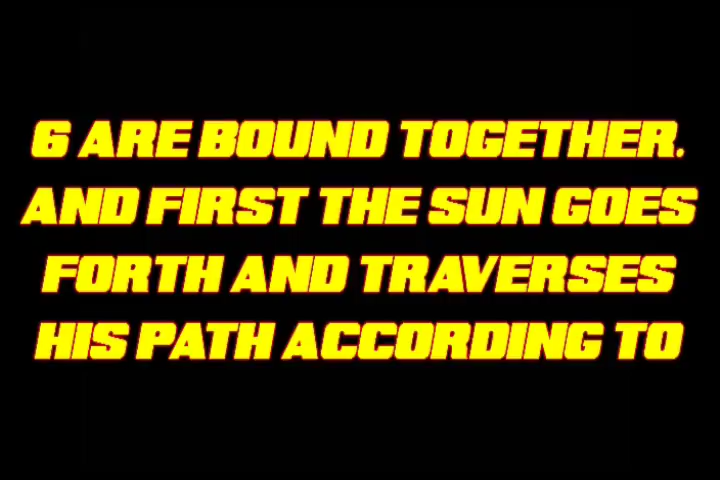 6 ARE BOUND TOGETHER.
AND FIRST THE SUN GOES
FORTH AND TRAVERSES
HIS PATH ACCORDING TO